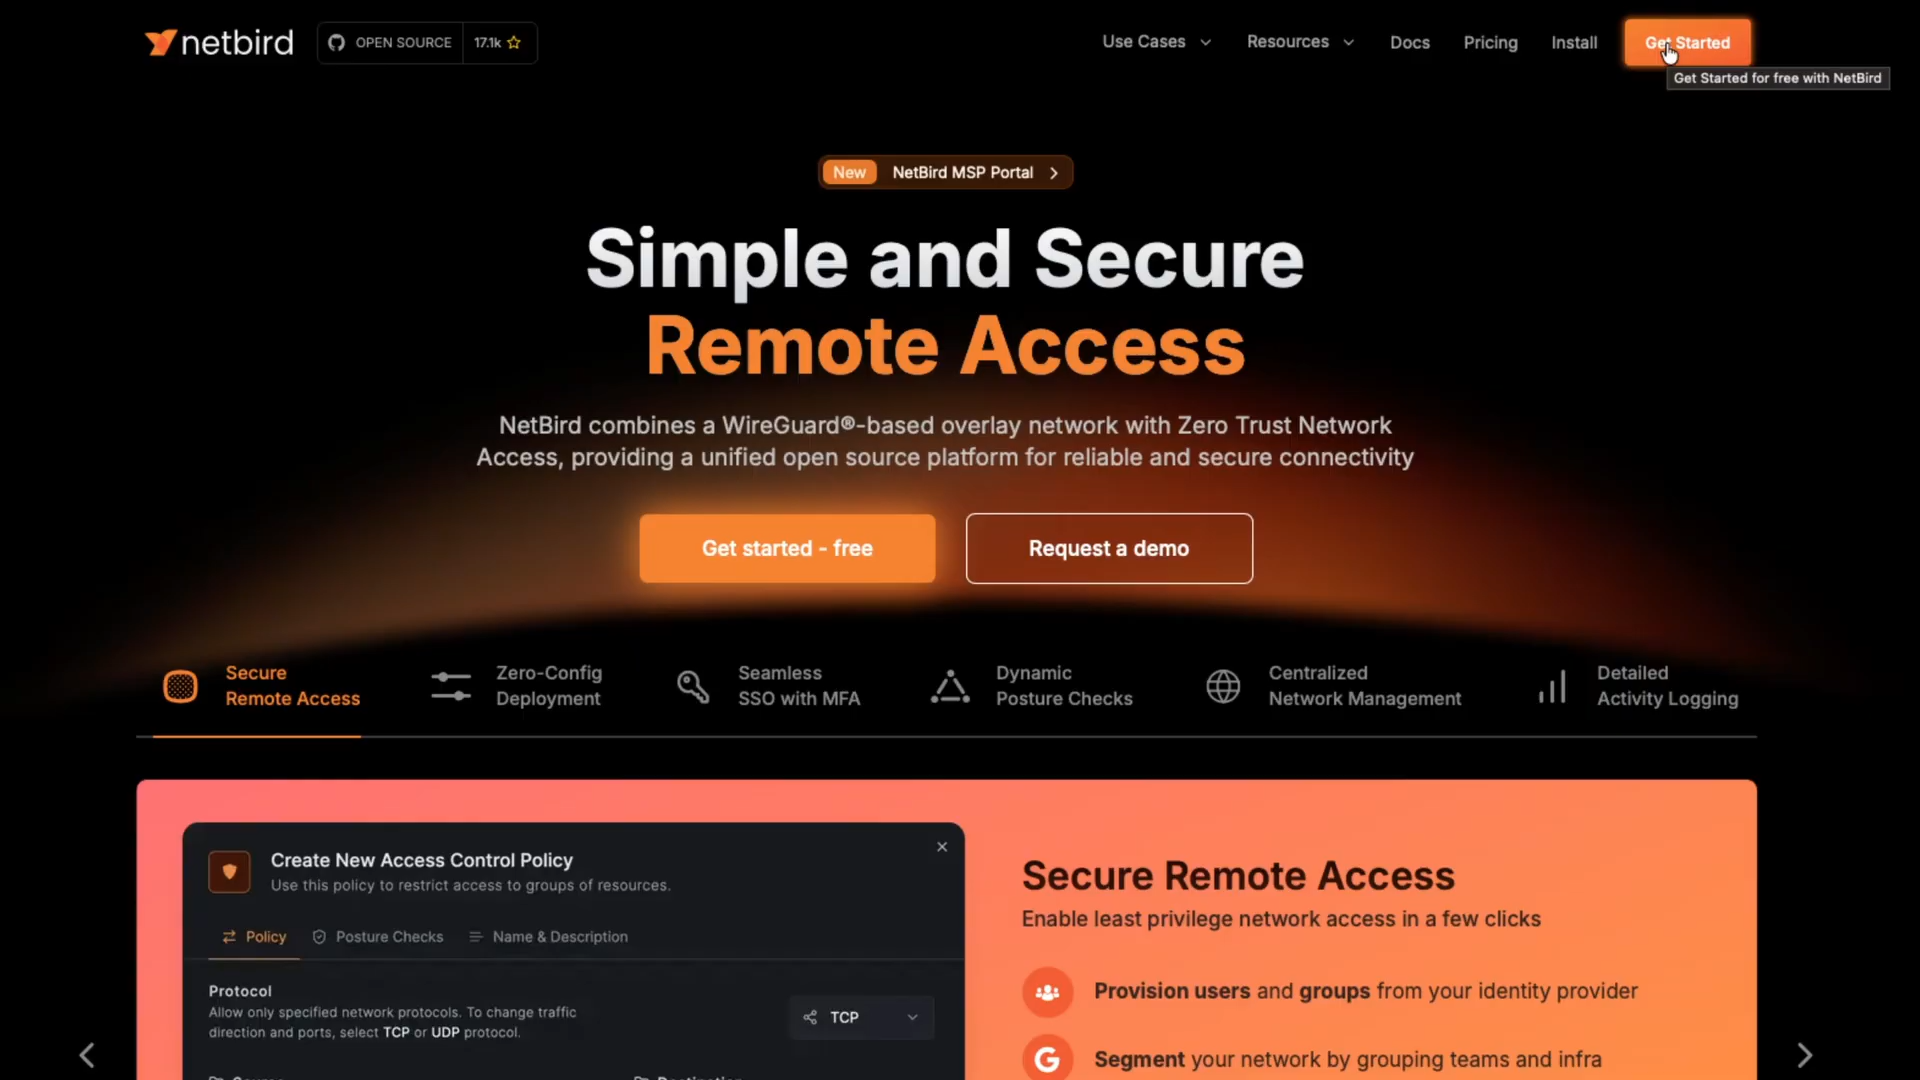 netbird
OPEN SOURCE 17.1k
Use Cases
Resources
Docs
Pricing
Install
Get Started
Get Started for free with NetBird
New NetBird MSP Portal
Simple and Secure
Remote Access
NetBird combines a WireGuard®-based overlay network with Zero Trust Network
Access, providing a unified open source platform for reliable and secure connectivity
Get started - free
Request a demo
Secure
Remote Access
Zero-Config
Deployment
Seamless
SSO with MFA
Dynamic
Posture Checks
Centralized
Network Management
Detailed
Activity Logging
Create New Access Control Policy
Use this policy to restrict access to groups of resources.
Policy
Posture Checks
Name & Description
Protocol
Allow only specified network protocols. To change traffic
direction and ports, select TCP or UDP protocol.
TCP
Secure Remote Access
Enable least privilege network access in a few clicks
Provision users and groups from your identity provider
Segment your network by grouping teams and infra